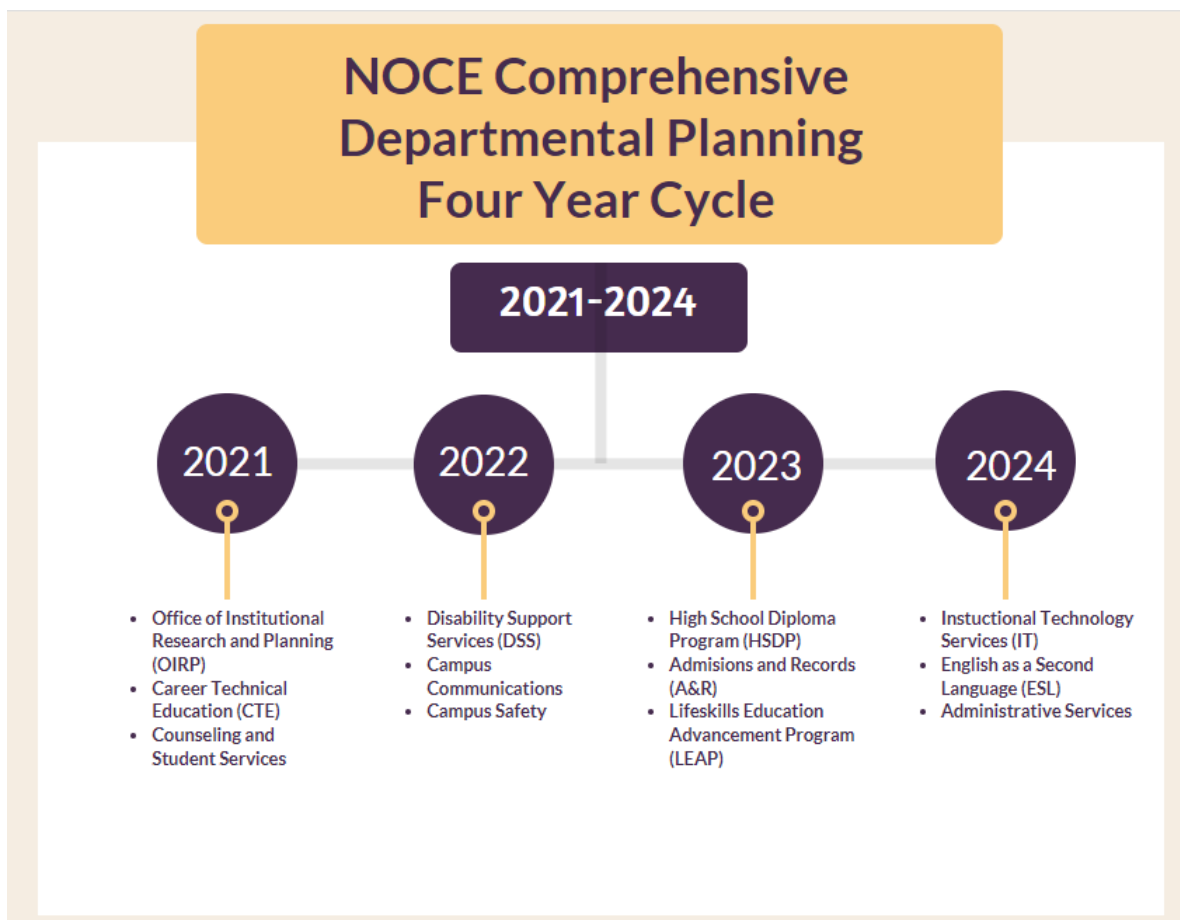 NOCE Comprehensive
Departmental Planning
Four Year Cycle
2021-2024
2021
2022
2023
2024
• Office of Institutional
Research and Planning
(OIRP)
• Career Technical
Education (CTE)
• Counseling and
Student Services
• Disability Support
Services (DSS)
• Campus
Communications
• Campus Safety
• High School Diploma
Program (HSDP)
• Admisions and Records
(A&R)
• Lifeskills Education
Advancement Program
(LEAP)
• Instuctional Technology
Services (IT)
• English as a Second
Language (ESL)
• Administrative Services